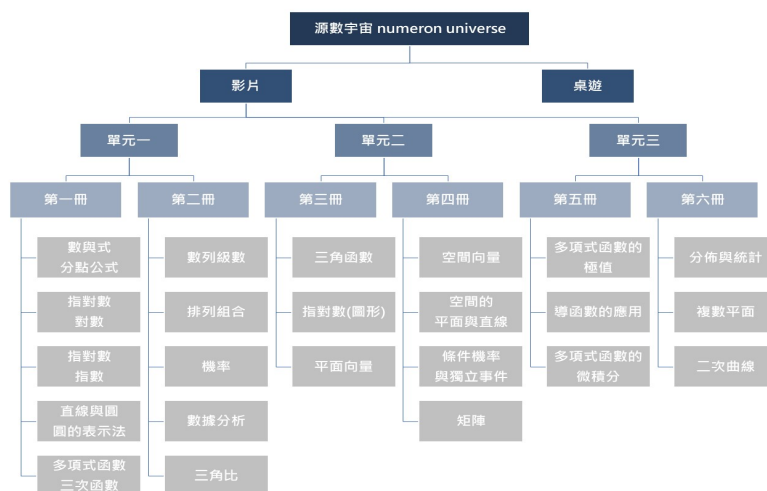 源數宇宙 numeron universe
影片
桌遊
單元一
單元二
單元三
第一冊
第二冊
第三冊
第四冊
第五冊
第六冊
數與式
分點公式
指對數
對數
指對數
指數
直線與圓
圓的表示法
多項式函數
三次函數
數列級數
排列組合
機率
數據分析
三角比
三角函數
指對數(圖形)
平面向量
空間向量
空間的
平面與直線
條件機率
與獨立事件
矩陣
多項式函數的
極值
導函數的應用
多項式函數的
微積分
分佈與統計
複數平面
二次曲線